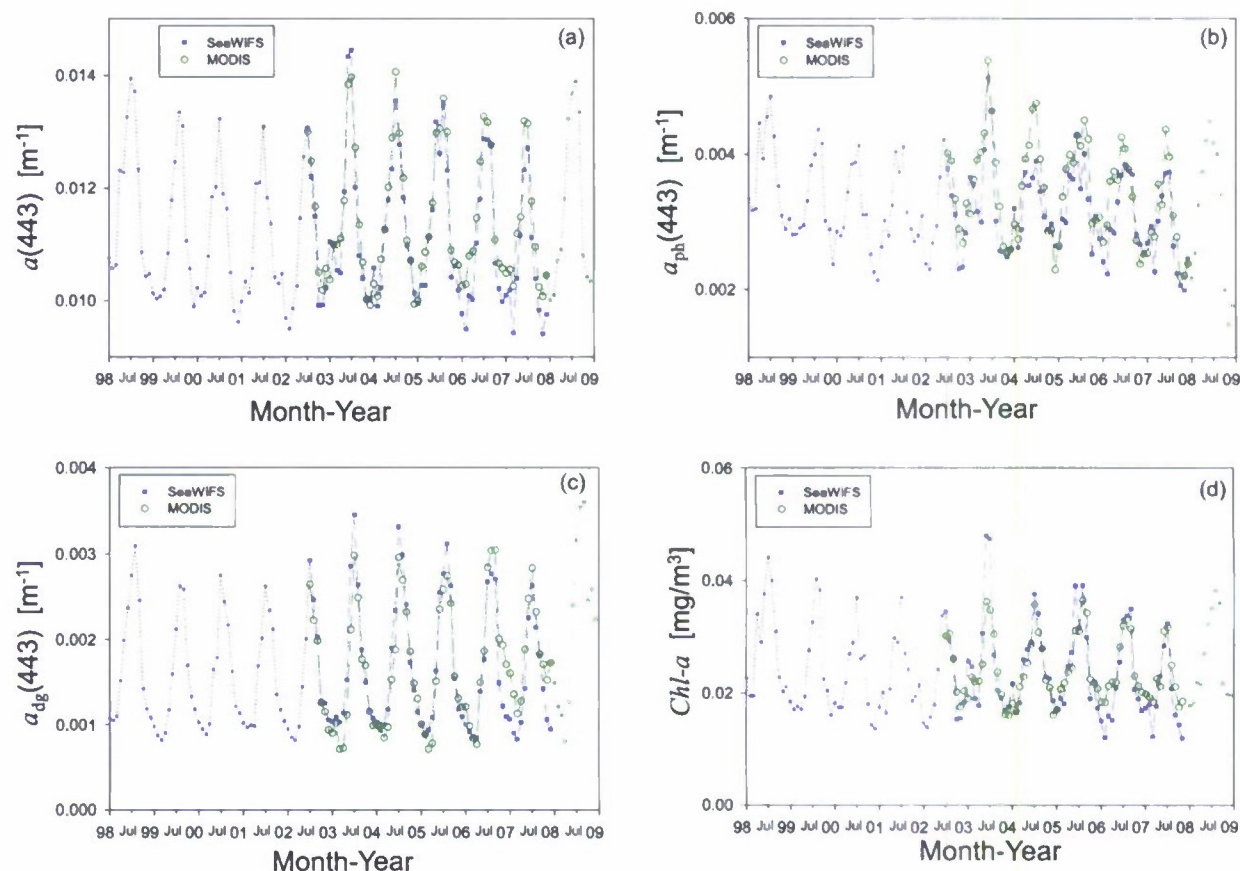 (a)
SeaWiFS
MODIS
0.014
0.012
0.010
a(443) [m⁻¹]
98 Jul 99 Jul 00 Jul 01 Jul 02 Jul 03 Jul 04 Jul 05 Jul 06 Jul 07 Jul 08 Jul 09
Month-Year
(b)
SeaWiFS
MODIS
0.006
0.004
0.002
aph(443) [m⁻¹]
98 Jul 99 Jul 00 Jul 01 Jul 02 Jul 03 Jul 04 Jul 05 Jul 06 Jul 07 Jul 08 Jul 09
Month-Year
(c)
SeaWiFS
MODIS
0.004
0.003
0.002
0.001
0.000
adg(443) [m⁻¹]
98 Jul 99 Jul 00 Jul 01 Jul 02 Jul 03 Jul 04 Jul 05 Jul 06 Jul 07 Jul 08 Jul 09
Month-Year
(d)
SeaWiFS
MODIS
0.06
0.04
0.02
0.00
Chl-a [mg/m³]
98 Jul 99 Jul 00 Jul 01 Jul 02 Jul 03 Jul 04 Jul 05 Jul 06 Jul 07 Jul 08 Jul 09
Month-Year